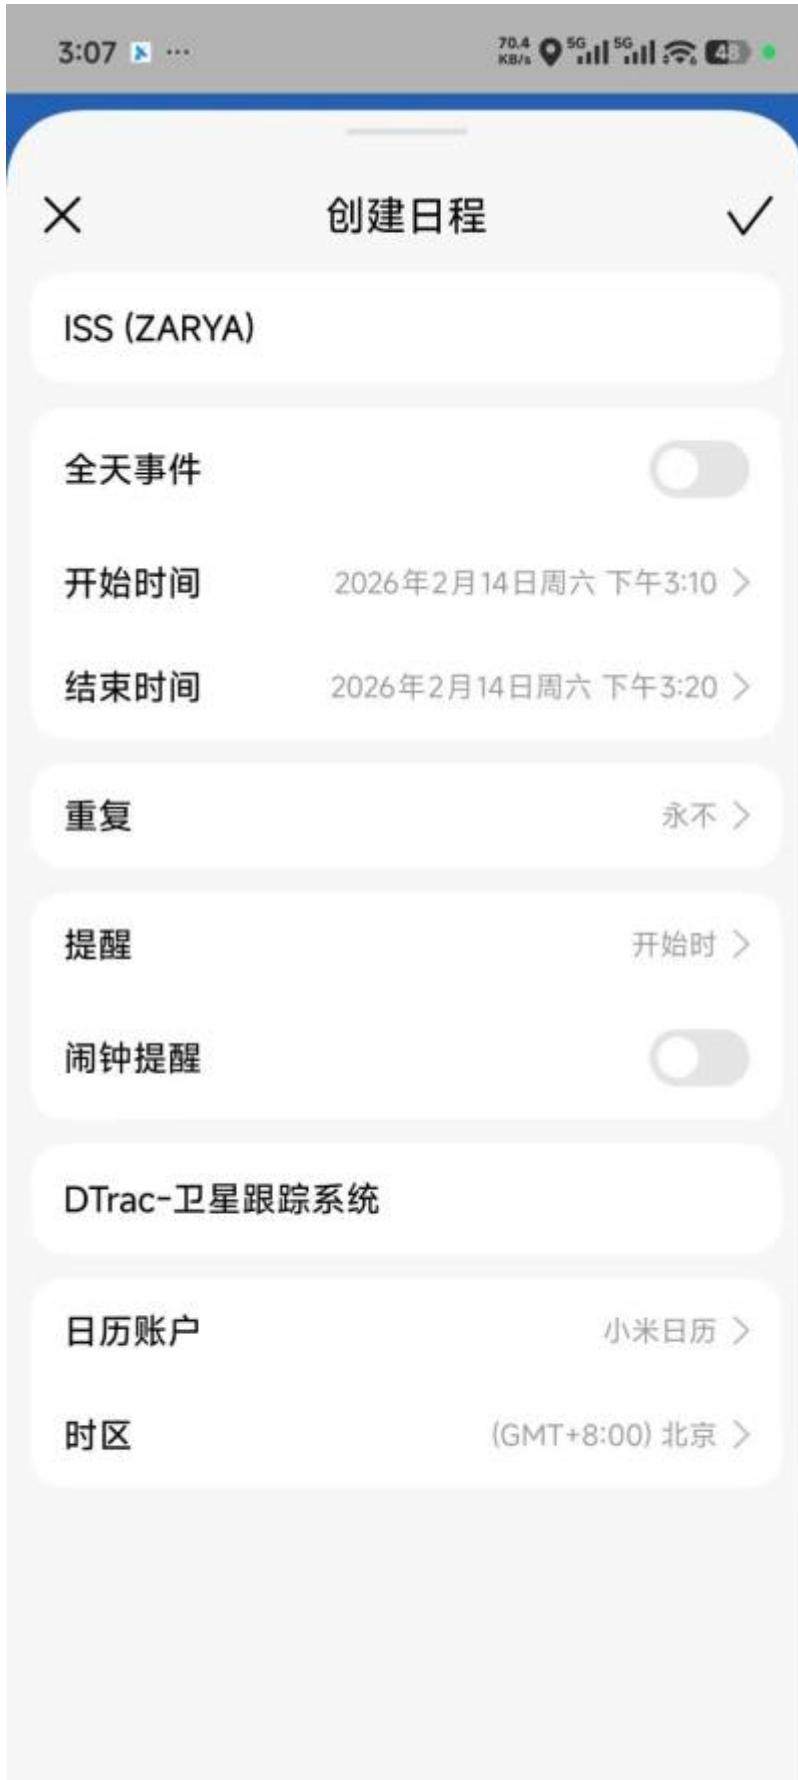 3:07 ... 70.4 KB/s 5G 5G 48
创建日程
ISS (ZARYA)
全天事件
开始时间 2026年2月14日周六 下午3:10
结束时间 2026年2月14日周六 下午3:20
重复 永不
提醒 开始时
闹钟提醒
DTrac-卫星跟踪系统
日历账户 小米日历
时区 (GMT+8:00) 北京